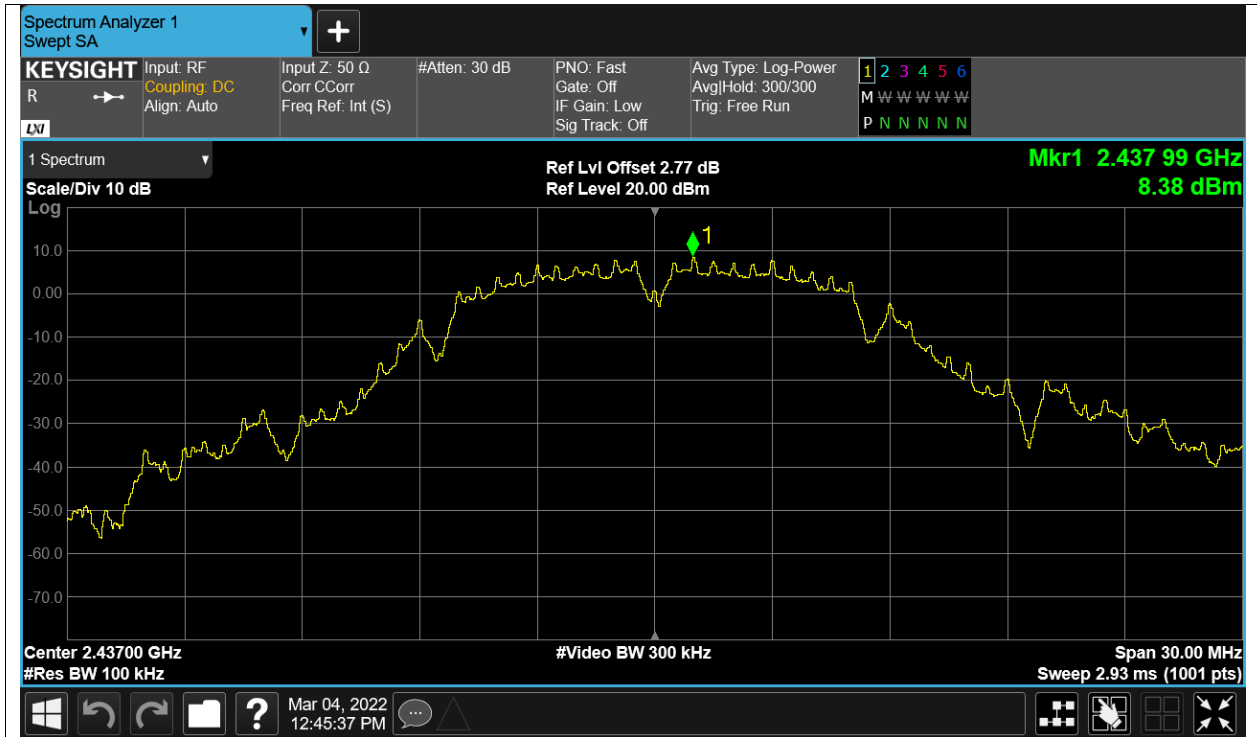 Spectrum Analyzer 1
Swept SA
+
KEYSIGHT
R
LXI
Input: RF
Coupling: DC
Align: Auto
Input Z: 50 Ω
Corr CCorr
Freq Ref: Int (S)
#Atten: 30 dB
PNO: Fast
Gate: Off
IF Gain: Low
Sig Track: Off
Avg Type: Log-Power
Avg|Hold: 300/300
Trig: Free Run
1 2 3 4 5 6
M W W W W W
P N N N N N
1 Spectrum
Scale/Div 10 dB
Log
Ref Lvl Offset 2.77 dB
Ref Level 20.00 dBm
Mkr1 2.437 99 GHz
8.38 dBm
1
10.0
0.00
-10.0
-20.0
-30.0
-40.0
-50.0
-60.0
-70.0
Center 2.43700 GHz
#Res BW 100 kHz
#Video BW 300 kHz
Span 30.00 MHz
Sweep 2.93 ms (1001 pts)
?
Mar 04, 2022
12:45:37 PM